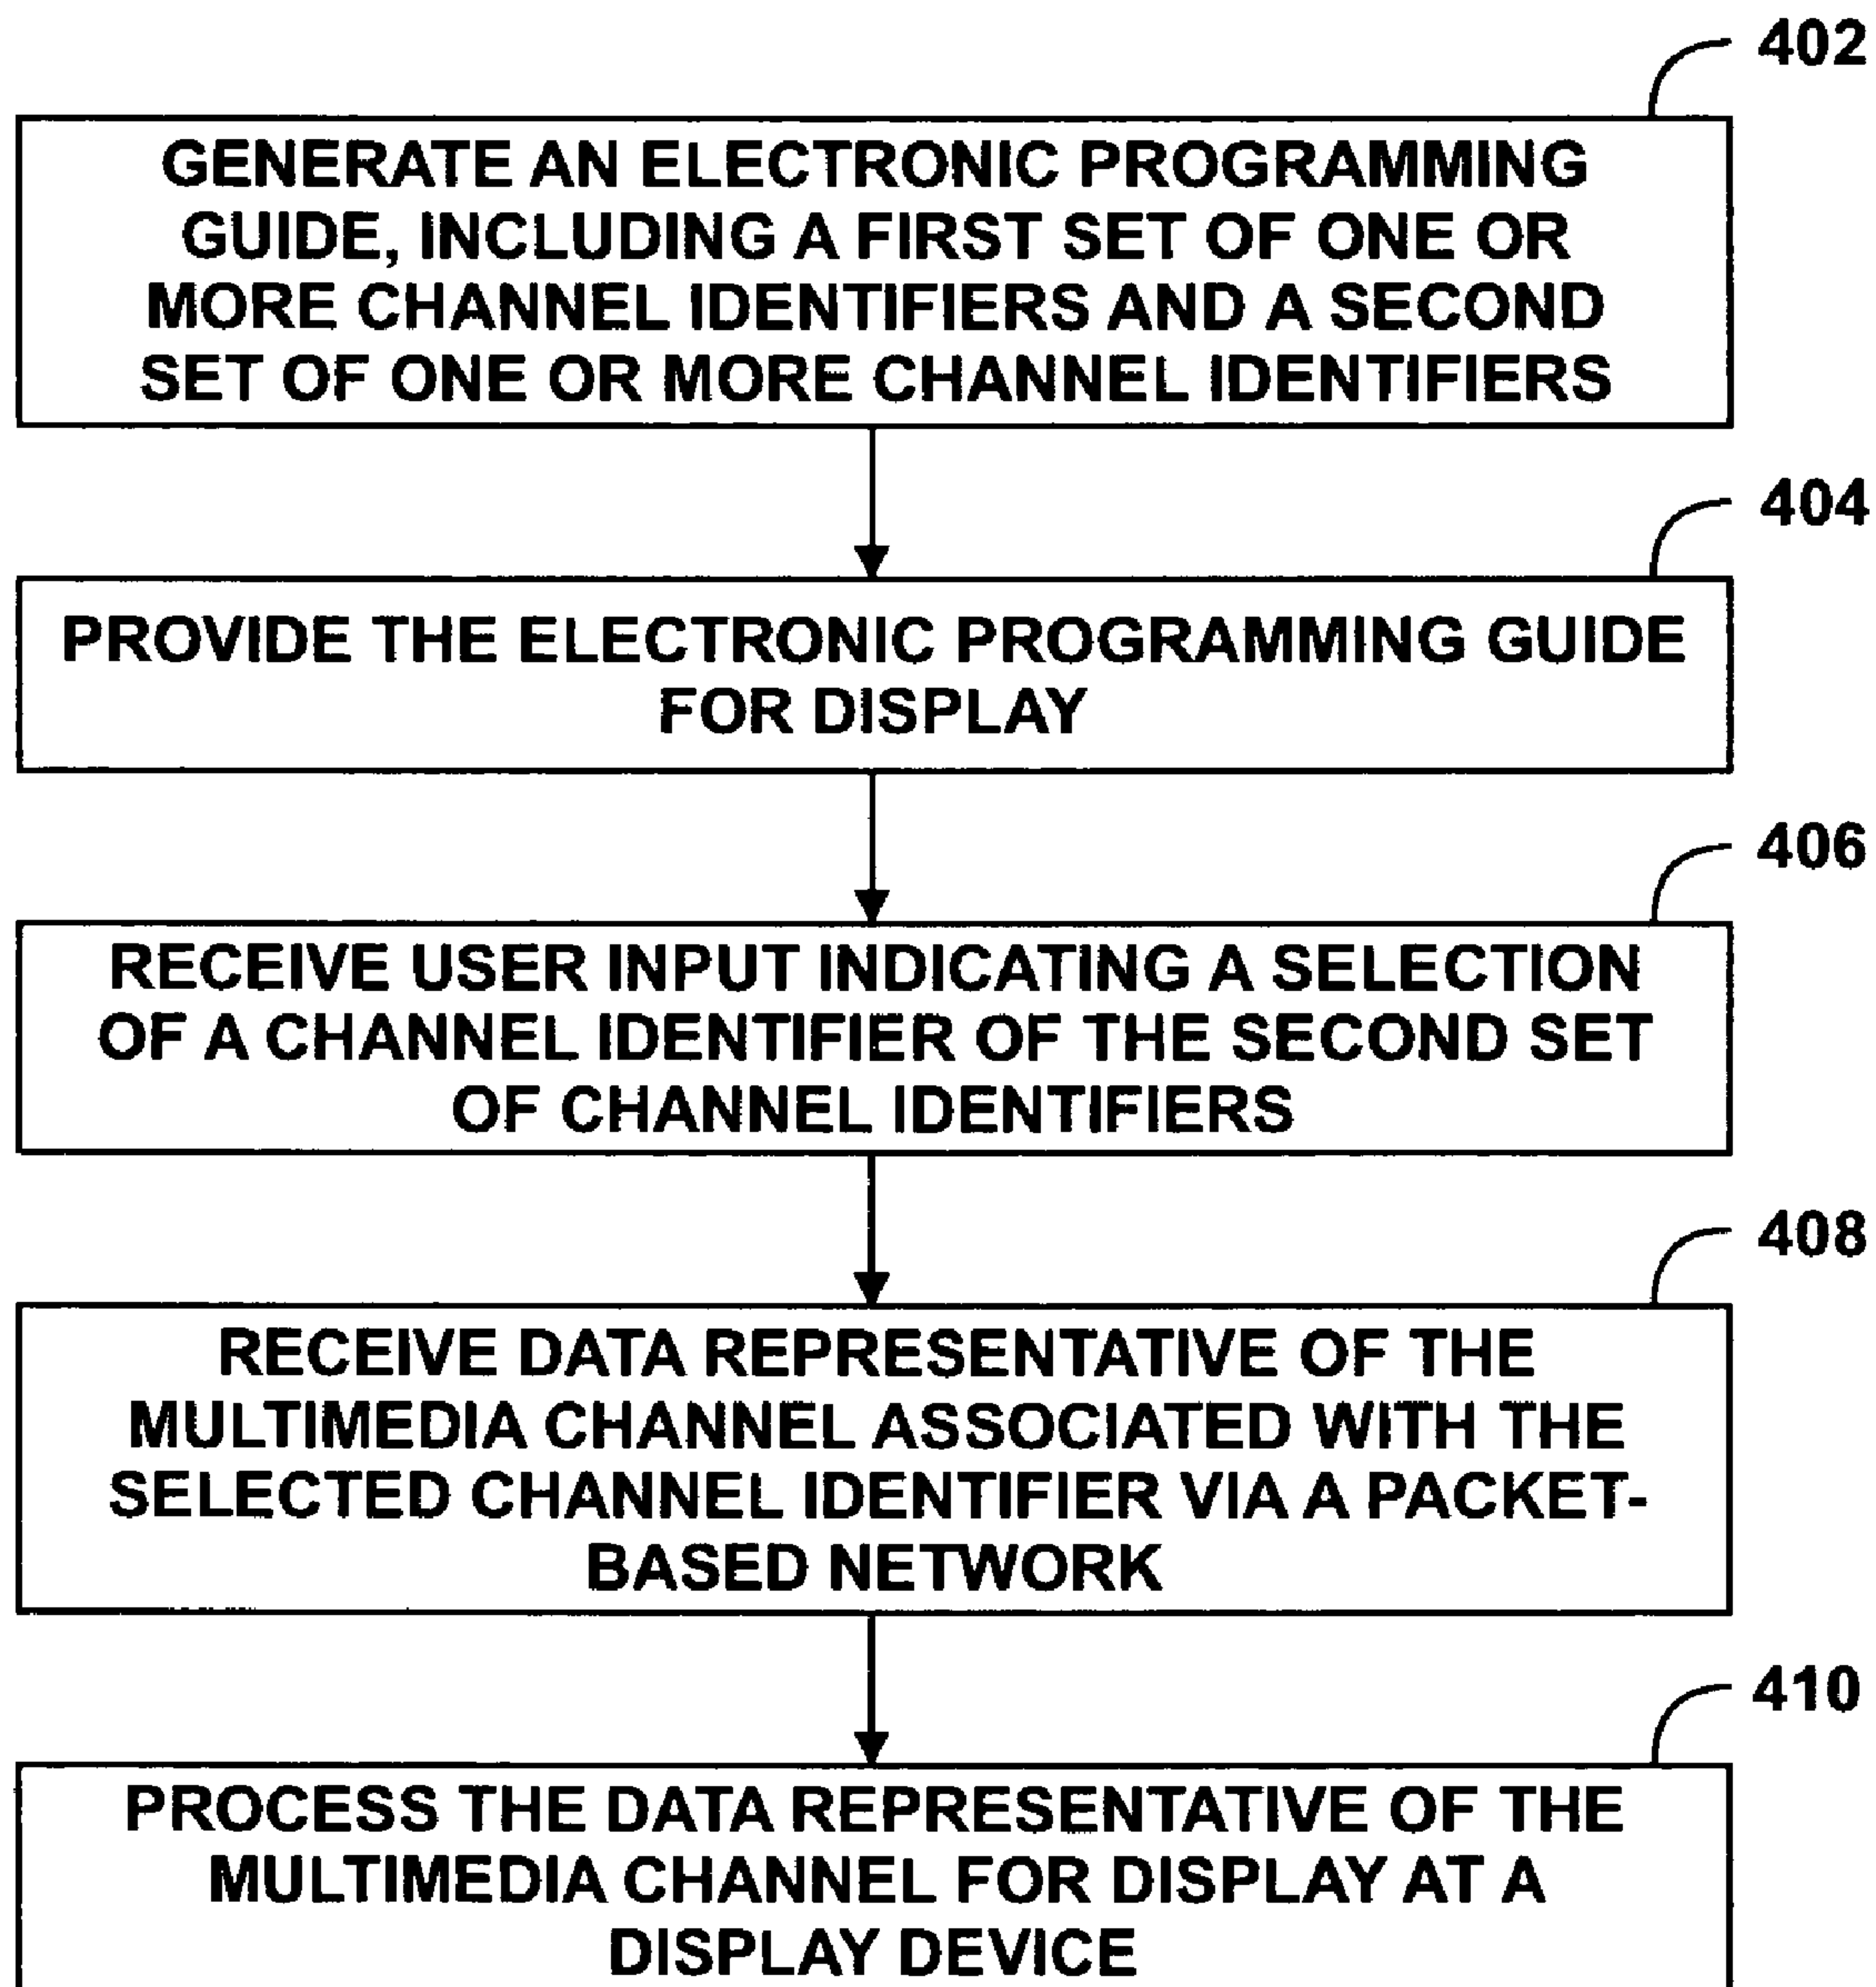 402
GENERATE AN ELECTRONIC PROGRAMMING
GUIDE, INCLUDING A FIRST SET OF ONE OR
MORE CHANNEL IDENTIFIERS AND A SECOND
SET OF ONE OR MORE CHANNEL IDENTIFIERS
404
PROVIDE THE ELECTRONIC PROGRAMMING GUIDE
FOR DISPLAY
406
RECEIVE USER INPUT INDICATING A SELECTION
OF A CHANNEL IDENTIFIER OF THE SECOND SET
OF CHANNEL IDENTIFIERS
408
RECEIVE DATA REPRESENTATIVE OF THE
MULTIMEDIA CHANNEL ASSOCIATED WITH THE
SELECTED CHANNEL IDENTIFIER VIA A PACKET-
BASED NETWORK
410
PROCESS THE DATA REPRESENTATIVE OF THE
MULTIMEDIA CHANNEL FOR DISPLAY AT A
DISPLAY DEVICE